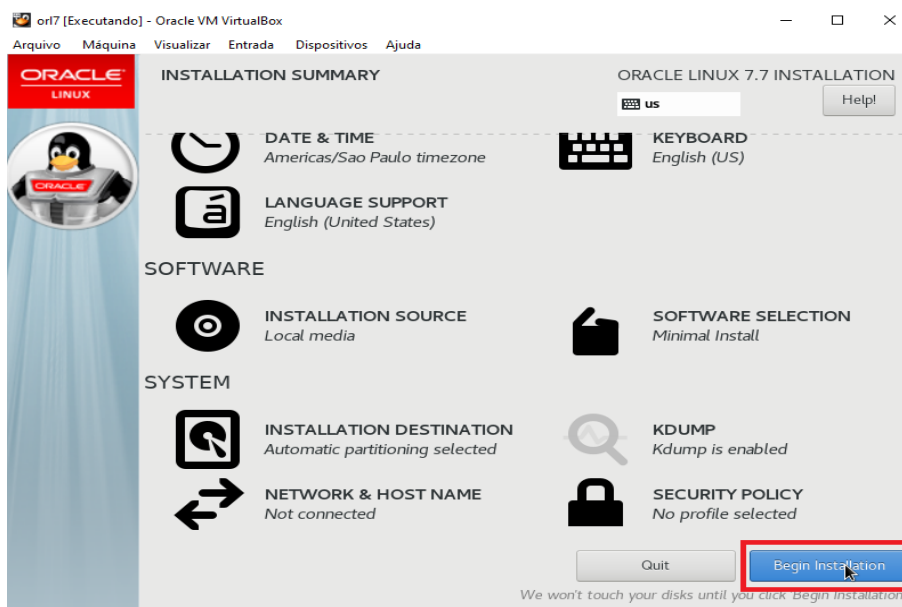 orl7 [Executando] - Oracle VM VirtualBox
Arquivo Máquina Visualizar Entrada Dispositivos Ajuda
ORACLE
LINUX
INSTALLATION SUMMARY
ORACLE LINUX 7.7 INSTALLATION
us
Help!
DATE & TIME
Americas/Sao Paulo timezone
KEYBOARD
English (US)
ORACLE
á
LANGUAGE SUPPORT
English (United States)
SOFTWARE
INSTALLATION SOURCE
Local media
SOFTWARE SELECTION
Minimal Install
SYSTEM
INSTALLATION DESTINATION
Automatic partitioning selected
KDUMP
Kdump is enabled
NETWORK & HOST NAME
Not connected
SECURITY POLICY
No profile selected
Quit
Begin Installation
We won't touch your disks until you click 'Begin Installation